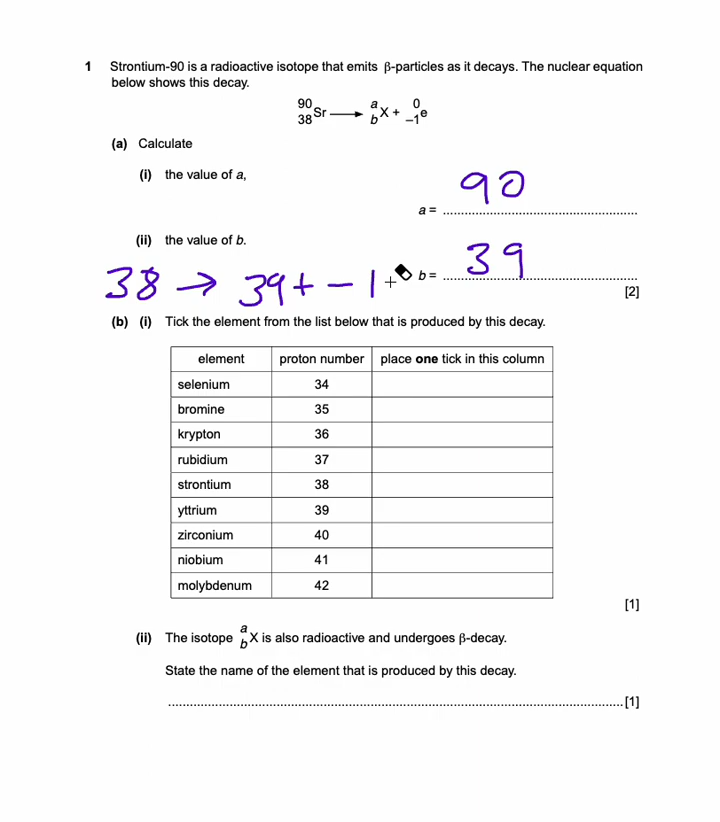 1 Strontium-90 is a radioactive isotope that emits β-particles as it decays. The nuclear equation
below shows this decay.
90 38 Sr ⟶ a b X + 0 –1 e
(a) Calculate
(i) the value of a,
90
a = ........................................................
(ii) the value of b.
39
b = ........................................................
38 → 39 + - 1
[2]
(b) (i) Tick the element from the list below that is produced by this decay.
element proton number place one tick in this column
selenium 34
bromine 35
krypton 36
rubidium 37
strontium 38
yttrium 39
zirconium 40
niobium 41
molybdenum 42
[1]
(ii) The isotope a b X is also radioactive and undergoes β-decay.
State the name of the element that is produced by this decay.
........................................................[1]